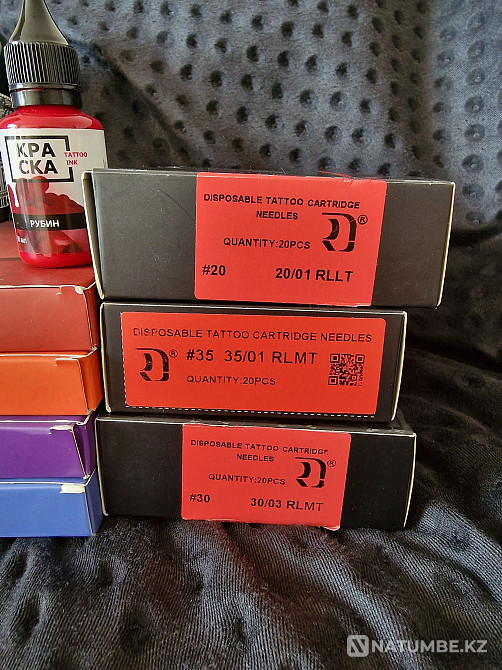 КРА
СКА
TATTOO
INK
РУБИН
DISPOSABLE TATTOO CARTRIDGE
NEEDLES
®
QUANTITY:20PCS
#20 20/01 RLLT
DISPOSABLE TATTOO CARTRIDGE NEEDLES
® #35 35/01 RLMT
QUANTITY:20PCS
DISPOSABLE TATTOO CARTRIDGE
NEEDLES
®
QUANTITY:20PCS
#30 30/03 RLMT
NATUMBE.KZ